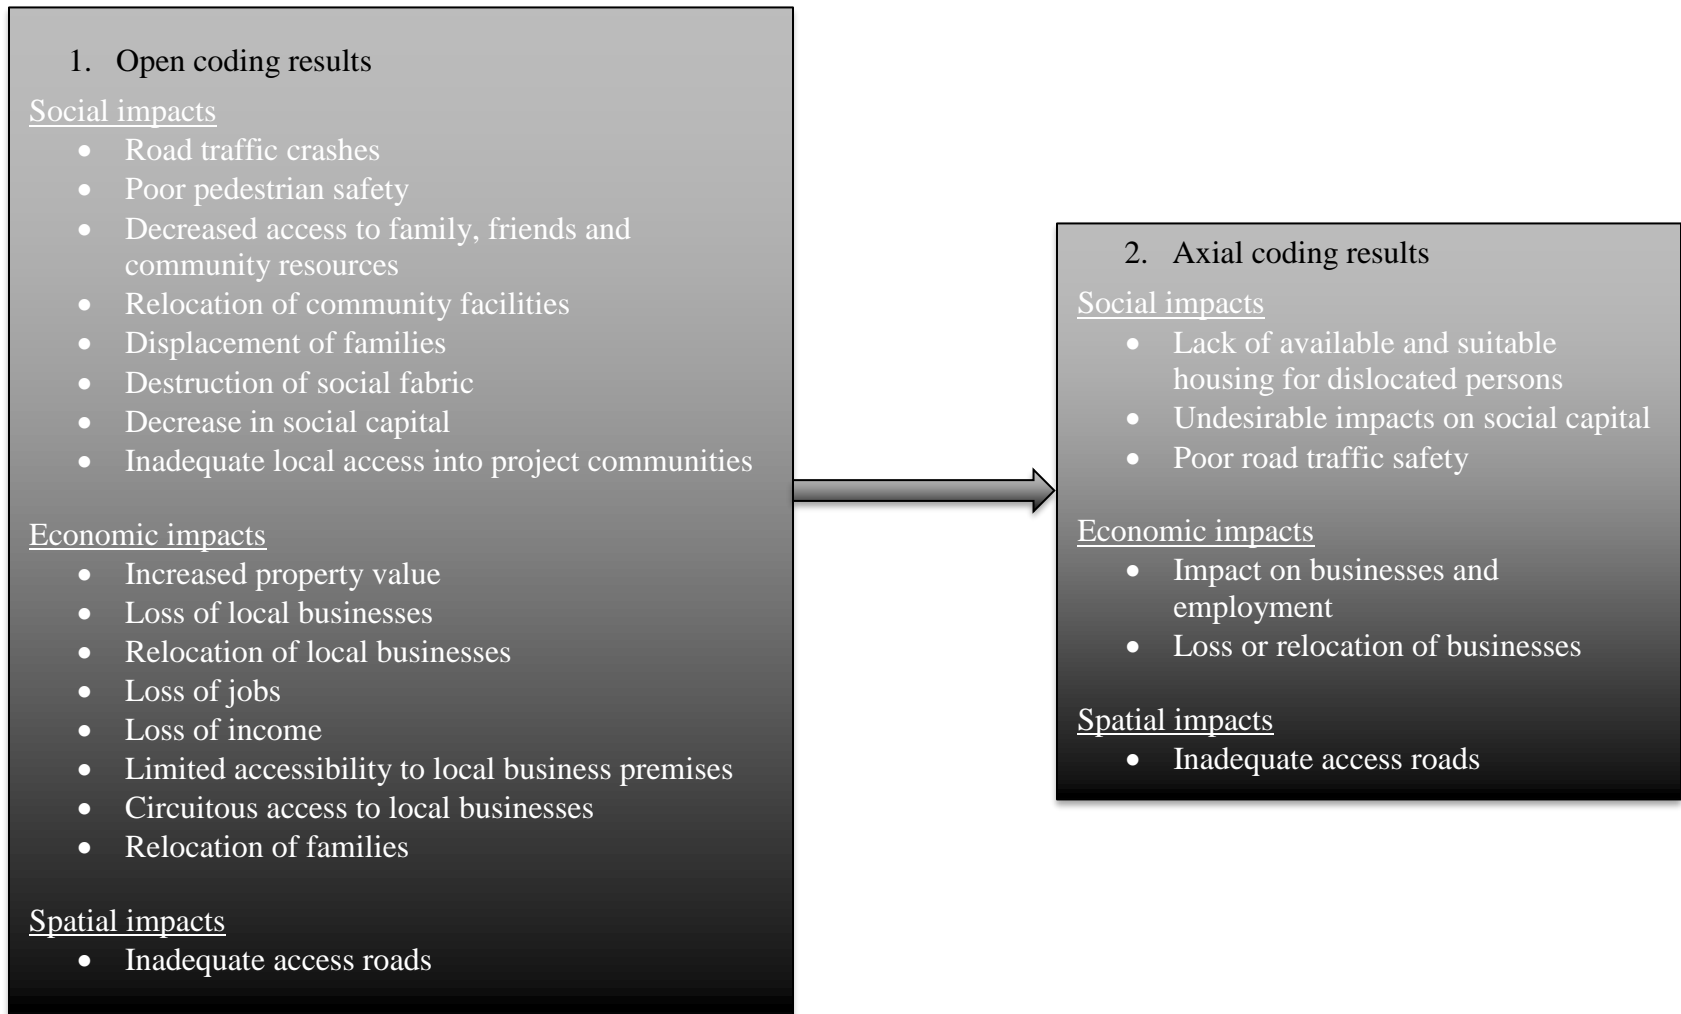 1. Open coding results
Social impacts
• Road traffic crashes
• Poor pedestrian safety
• Decreased access to family, friends and
community resources
• Relocation of community facilities
• Displacement of families
• Destruction of social fabric
• Decrease in social capital
• Inadequate local access into project communities
Economic impacts
• Increased property value
• Loss of local businesses
• Relocation of local businesses
• Loss of jobs
• Loss of income
• Limited accessibility to local business premises
• Circuitous access to local businesses
• Relocation of families
Spatial impacts
• Inadequate access roads
2. Axial coding results
Social impacts
• Lack of available and suitable
housing for dislocated persons
• Undesirable impacts on social capital
• Poor road traffic safety
Economic impacts
• Impact on businesses and
employment
• Loss or relocation of businesses
Spatial impacts
• Inadequate access roads